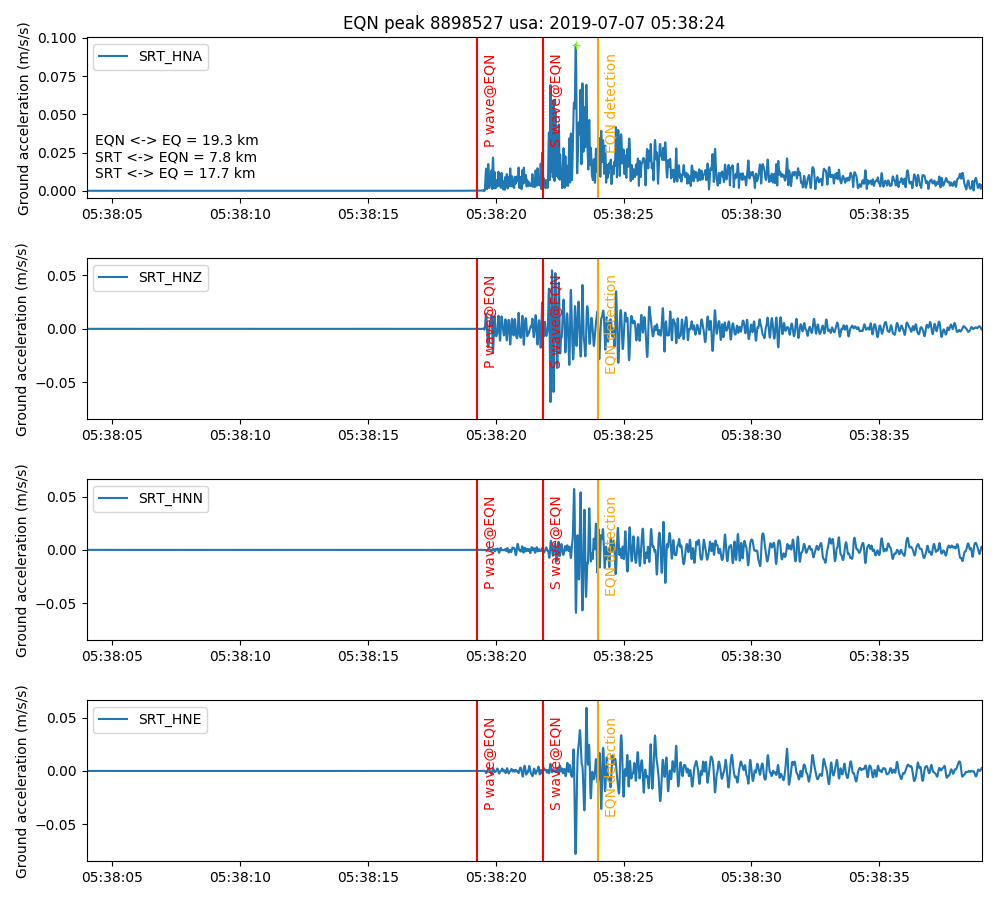 EQN peak 8898527 usa: 2019-07-07 05:38:24
Ground acceleration (m/s/s)
0.100
0.075
0.050
0.025
0.000
SRT_HNA
EQN <-> EQ = 19.3 km
SRT <-> EQN = 7.8 km
SRT <-> EQ = 17.7 km
P wave@EQN
S wave@EQN
EQN detection
05:38:05 05:38:10 05:38:15 05:38:20 05:38:25 05:38:30 05:38:35
Ground acceleration (m/s/s)
0.05
0.00
−0.05
SRT_HNZ
P wave@EQN
S wave@EQN
EQN detection
05:38:05 05:38:10 05:38:15 05:38:20 05:38:25 05:38:30 05:38:35
Ground acceleration (m/s/s)
0.05
0.00
−0.05
SRT_HNN
P wave@EQN
S wave@EQN
EQN detection
05:38:05 05:38:10 05:38:15 05:38:20 05:38:25 05:38:30 05:38:35
Ground acceleration (m/s/s)
0.05
0.00
−0.05
SRT_HNE
P wave@EQN
S wave@EQN
EQN detection
05:38:05 05:38:10 05:38:15 05:38:20 05:38:25 05:38:30 05:38:35